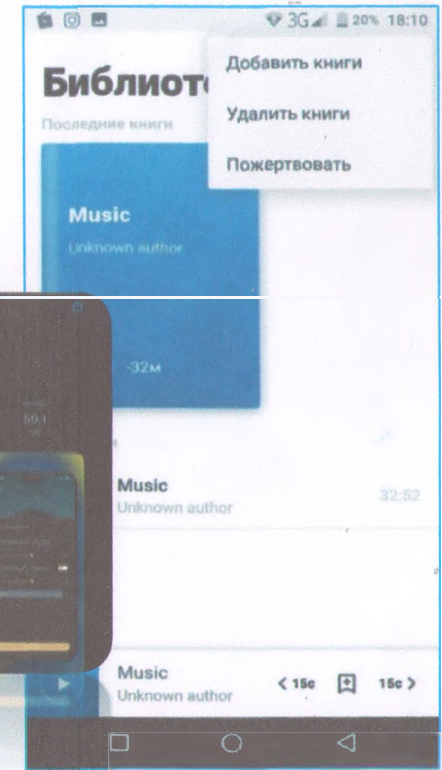 3G 20% 18:10
Библиот
Добавить книги
Удалить книги
Пожертвовать
Последние книги
Music
Unknown author
-32м
Music
Unknown author
32:52
Music
Unknown author
< 15с
15с >